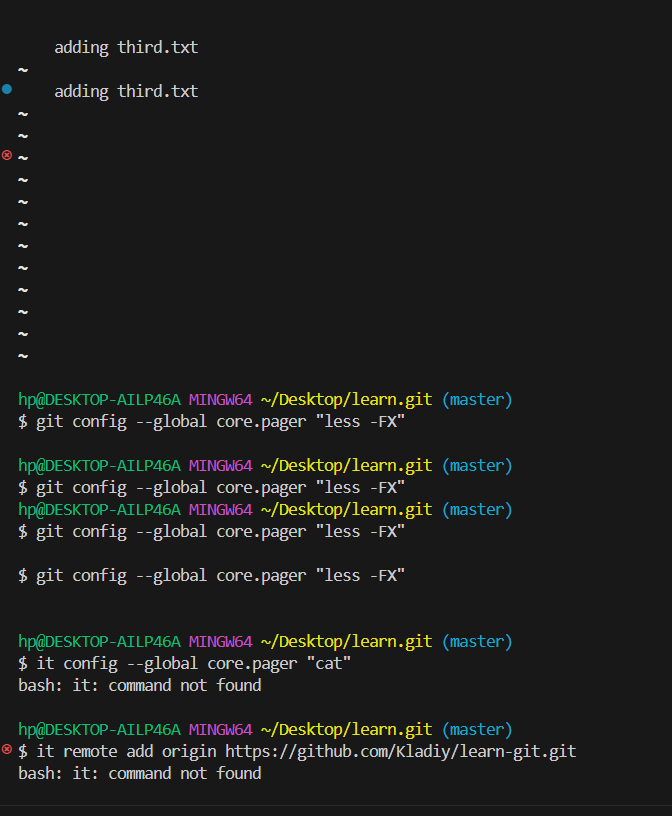 adding third.txt
~
adding third.txt
~
~
~
~
~
~
~
~
~
~
~
~
hp@DESKTOP-AILP46A MINGW64 ~/Desktop/learn.git (master)
$ git config --global core.pager "less -FX"
hp@DESKTOP-AILP46A MINGW64 ~/Desktop/learn.git (master)
$ git config --global core.pager "less -FX"
hp@DESKTOP-AILP46A MINGW64 ~/Desktop/learn.git (master)
$ git config --global core.pager "less -FX"
$ git config --global core.pager "less -FX"
hp@DESKTOP-AILP46A MINGW64 ~/Desktop/learn.git (master)
$ it config --global core.pager "cat"
bash: it: command not found
hp@DESKTOP-AILP46A MINGW64 ~/Desktop/learn.git (master)
$ it remote add origin https://github.com/Kladiy/learn-git.git
bash: it: command not found